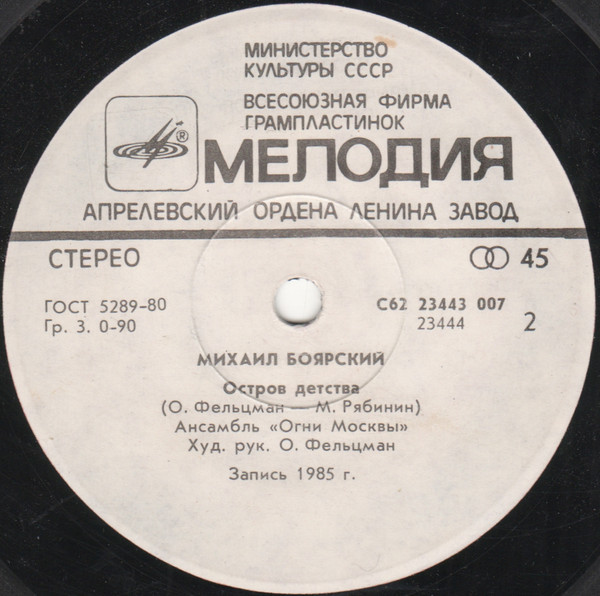 МИНИСТЕРСТВО
КУЛЬТУРЫ СССР
ВСЕСОЮЗНАЯ ФИРМА
ГРАМПЛАСТИНОК
®
МЕЛОДИЯ
АПРЕЛЕВСКИЙ ОРДЕНА ЛЕНИНА ЗАВОД
СТЕРЕО 45
ГОСТ 5289-80 С62 23443 007
Гр. 3. 0-90 23444 2
МИХАИЛ БОЯРСКИЙ
Остров детства
(О. Фельцман — М. Рябинин)
Ансамбль «Огни Москвы»
Худ. рук. О. Фельцман
Запись 1985 г.